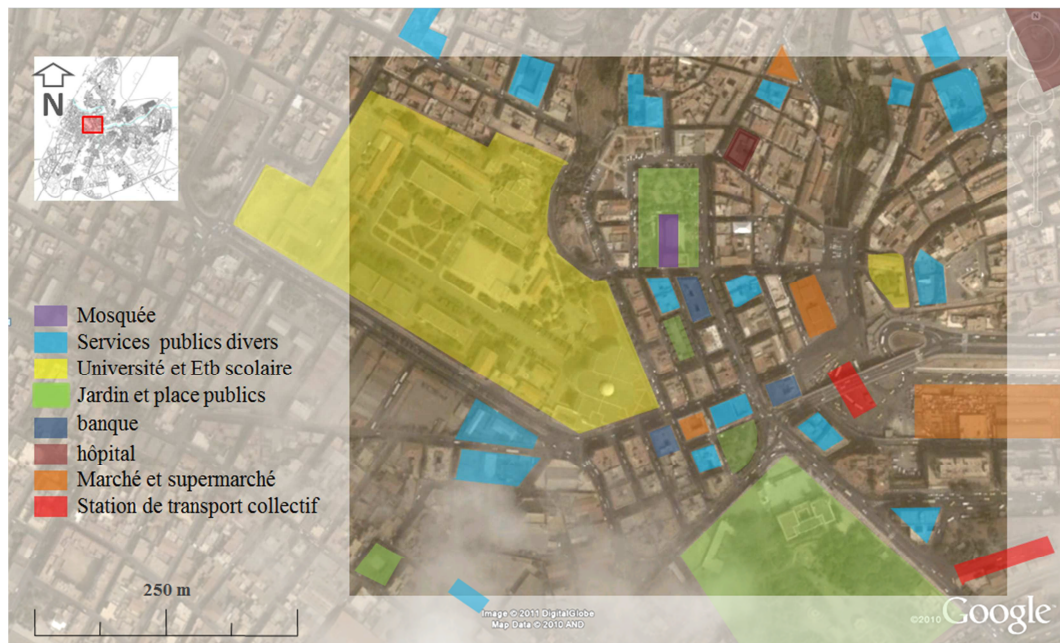 N
N
Mosquée
Services publics divers
Université et Etb scolaire
Jardin et place publics
banque
hôpital
Marché et supermarché
Station de transport collectif
250 m
Image © 2011 DigitalGlobe
Map Data © 2010 AND
©2010 Google